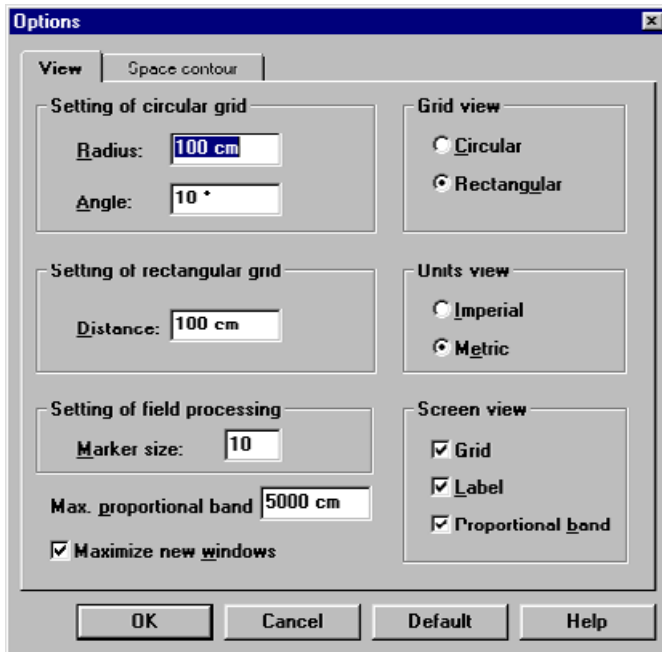 Options
View
Space contour
Setting of circular grid
Radius: 100 cm
Angle: 10 °
Grid view
Circular
Rectangular
Setting of rectangular grid
Distance: 100 cm
Units view
Imperial
Metric
Setting of field processing
Marker size: 10
Max. proportional band 5000 cm
Maximize new windows
Screen view
Grid
Label
Proportional band
OK
Cancel
Default
Help